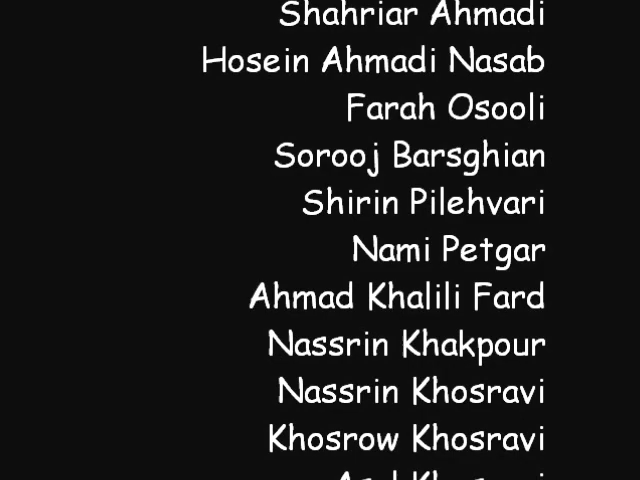 Shahriar Ahmadi
Hosein Ahmadi Nasab
Farah Osooli
Sorooj Barsghian
Shirin Pilehvari
Nami Petgar
Ahmad Khalili Fard
Nassrin Khakpour
Nassrin Khosravi
Khosrow Khosravi